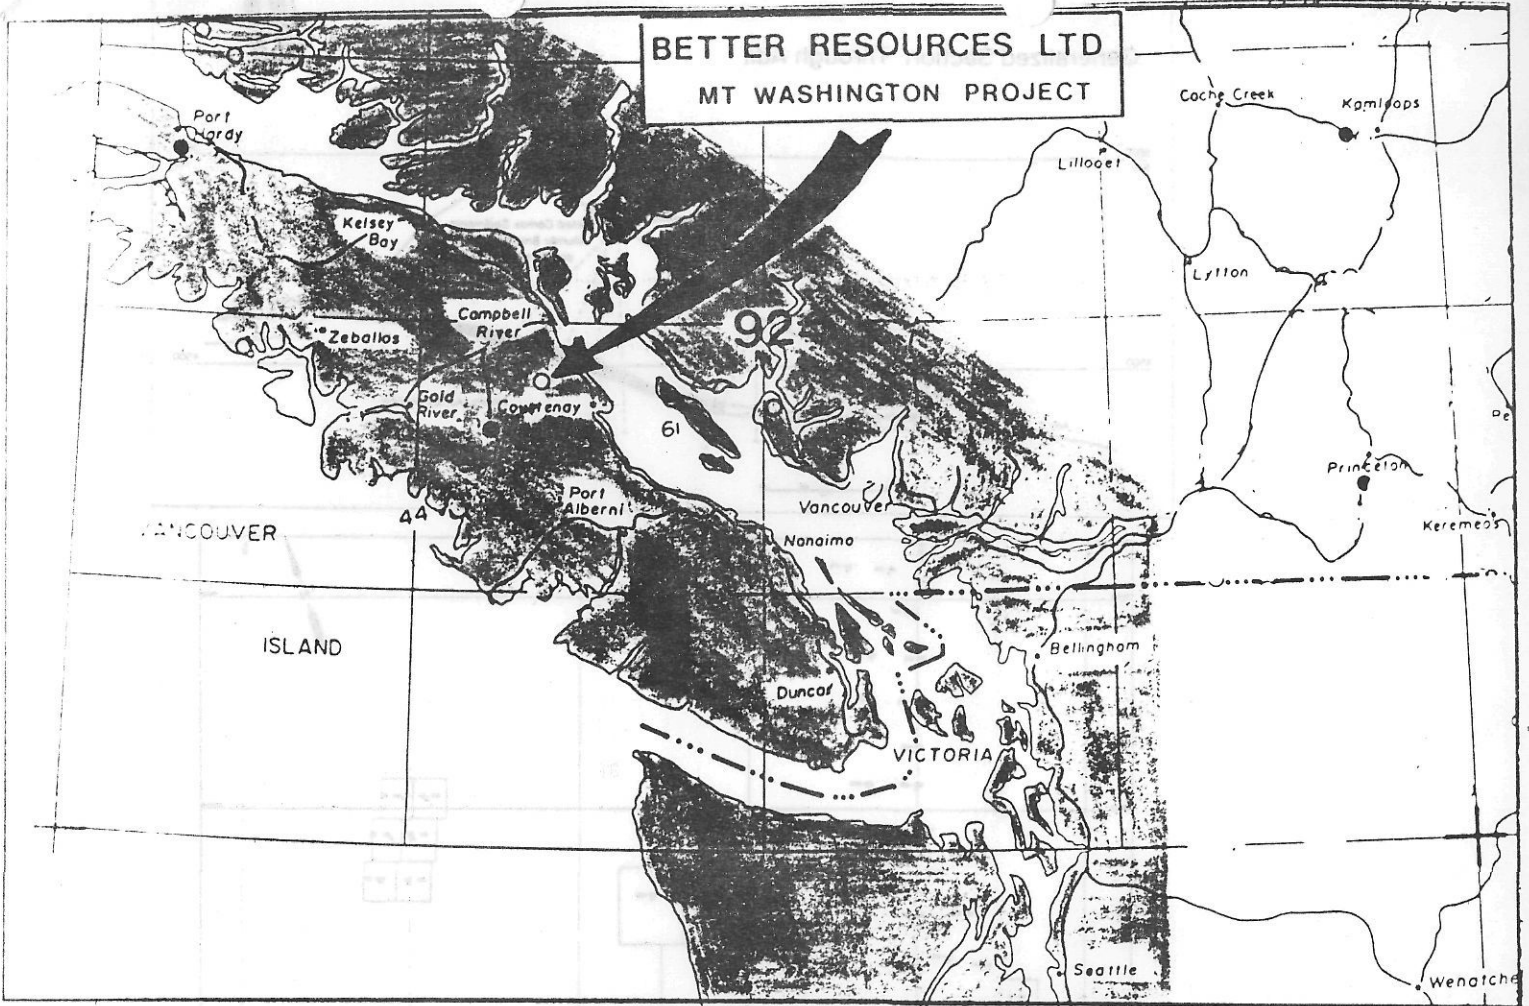 BETTER RESOURCES LTD
MT WASHINGTON PROJECT
Cache Creek
Kamloops
Port
Hardy
Lillooet
Kelsey
Bay
Lytton
Campbell
River
92
Zeballos
Gold
River
Courtenay
61
Pe
Princeton
Port
Alberni
Vancouver
44
Keremeos
VANCOUVER
Nanaimo
ISLAND
Bellingham
Duncan
VICTORIA
Seattle
Wenatche